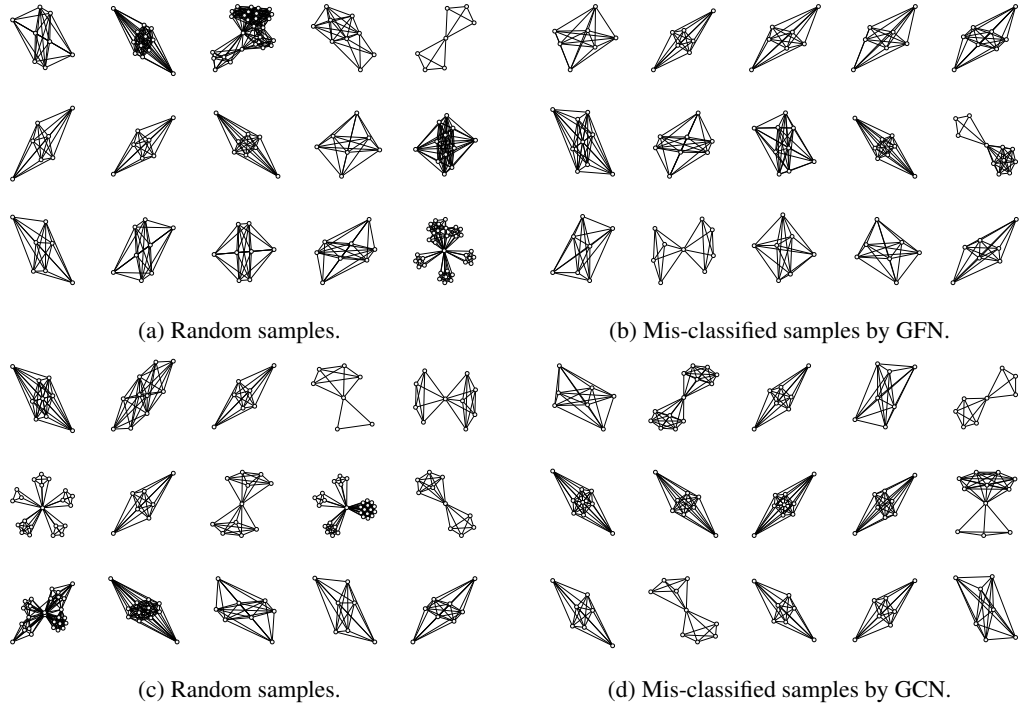 (a) Random samples.
(b) Mis-classified samples by GFN.
(c) Random samples.
(d) Mis-classified samples by GCN.